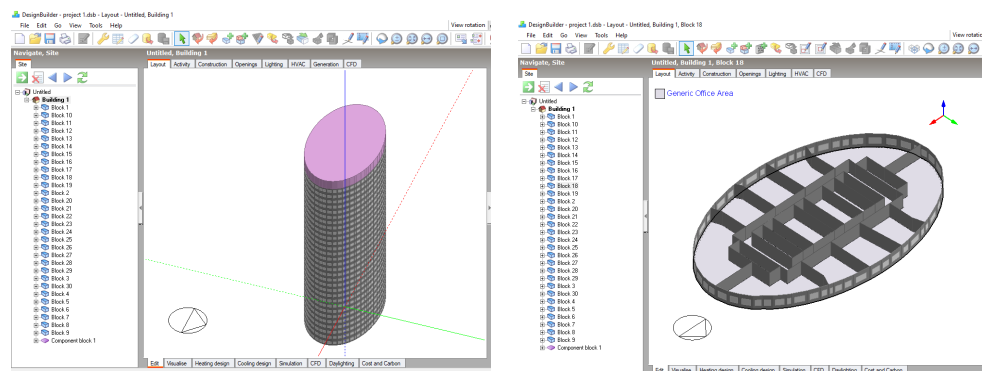 DesignBuilder - project 1.dsb - Layout - Untitled, Building 1
File Edit Go View Tools Help
View rotation
Navigate, Site
Untitled, Building 1
Site
Layout Activity Construction Openings Lighting HVAC Generation CFD
Untitled
Building 1
Block 1
Block 10
Block 11
Block 12
Block 13
Block 14
Block 15
Block 16
Block 17
Block 18
Block 19
Block 2
Block 20
Block 21
Block 22
Block 23
Block 24
Block 25
Block 26
Block 27
Block 28
Block 29
Block 3
Block 30
Block 4
Block 5
Block 6
Block 7
Block 8
Block 9
Component block 1
Edit Visualise Heating design Cooling design Simulation CFD Daylighting Cost and Carbon
DesignBuilder - project 1.dsb - Layout - Untitled, Building 1, Block 18
File Edit Go View Tools Help
View rotatio
Navigate, Site
Untitled, Building 1, Block 18
Site
Layout Activity Construction Openings Lighting HVAC CFD
Generic Office Area
Untitled
Building 1
Block 1
Block 10
Block 11
Block 12
Block 13
Block 14
Block 15
Block 16
Block 17
Block 18
Block 19
Block 2
Block 20
Block 21
Block 22
Block 23
Block 24
Block 25
Block 26
Block 27
Block 28
Block 29
Block 3
Block 30
Block 4
Block 5
Block 6
Block 7
Block 8
Block 9
Component block 1
Edit Visualise Heating design Cooling design Simulation CFD Daylighting Cost and Carbon